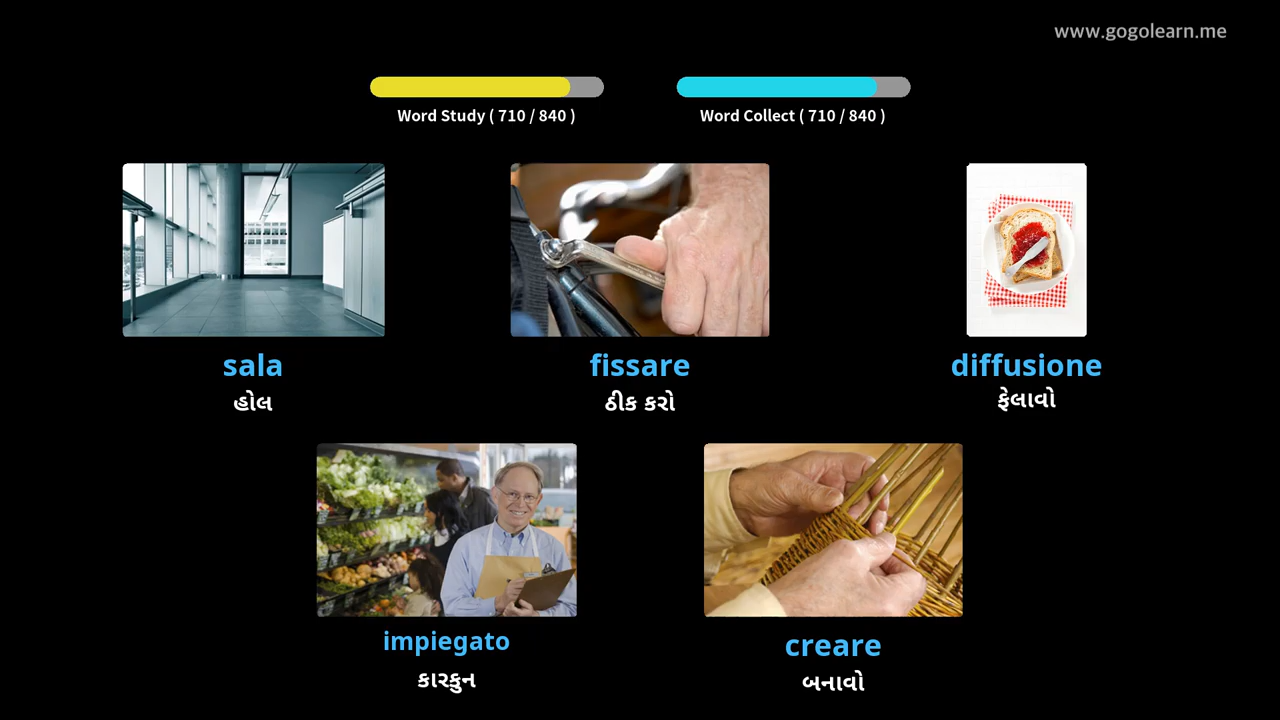 www.gogolearn.me
Word Study ( 710 / 840 )
Word Collect ( 710 / 840 )
sala
હોલ
fissare
ઠીક કરો
diffusione
ફેલાવો
impiegato
કારકુન
creare
બનાવો